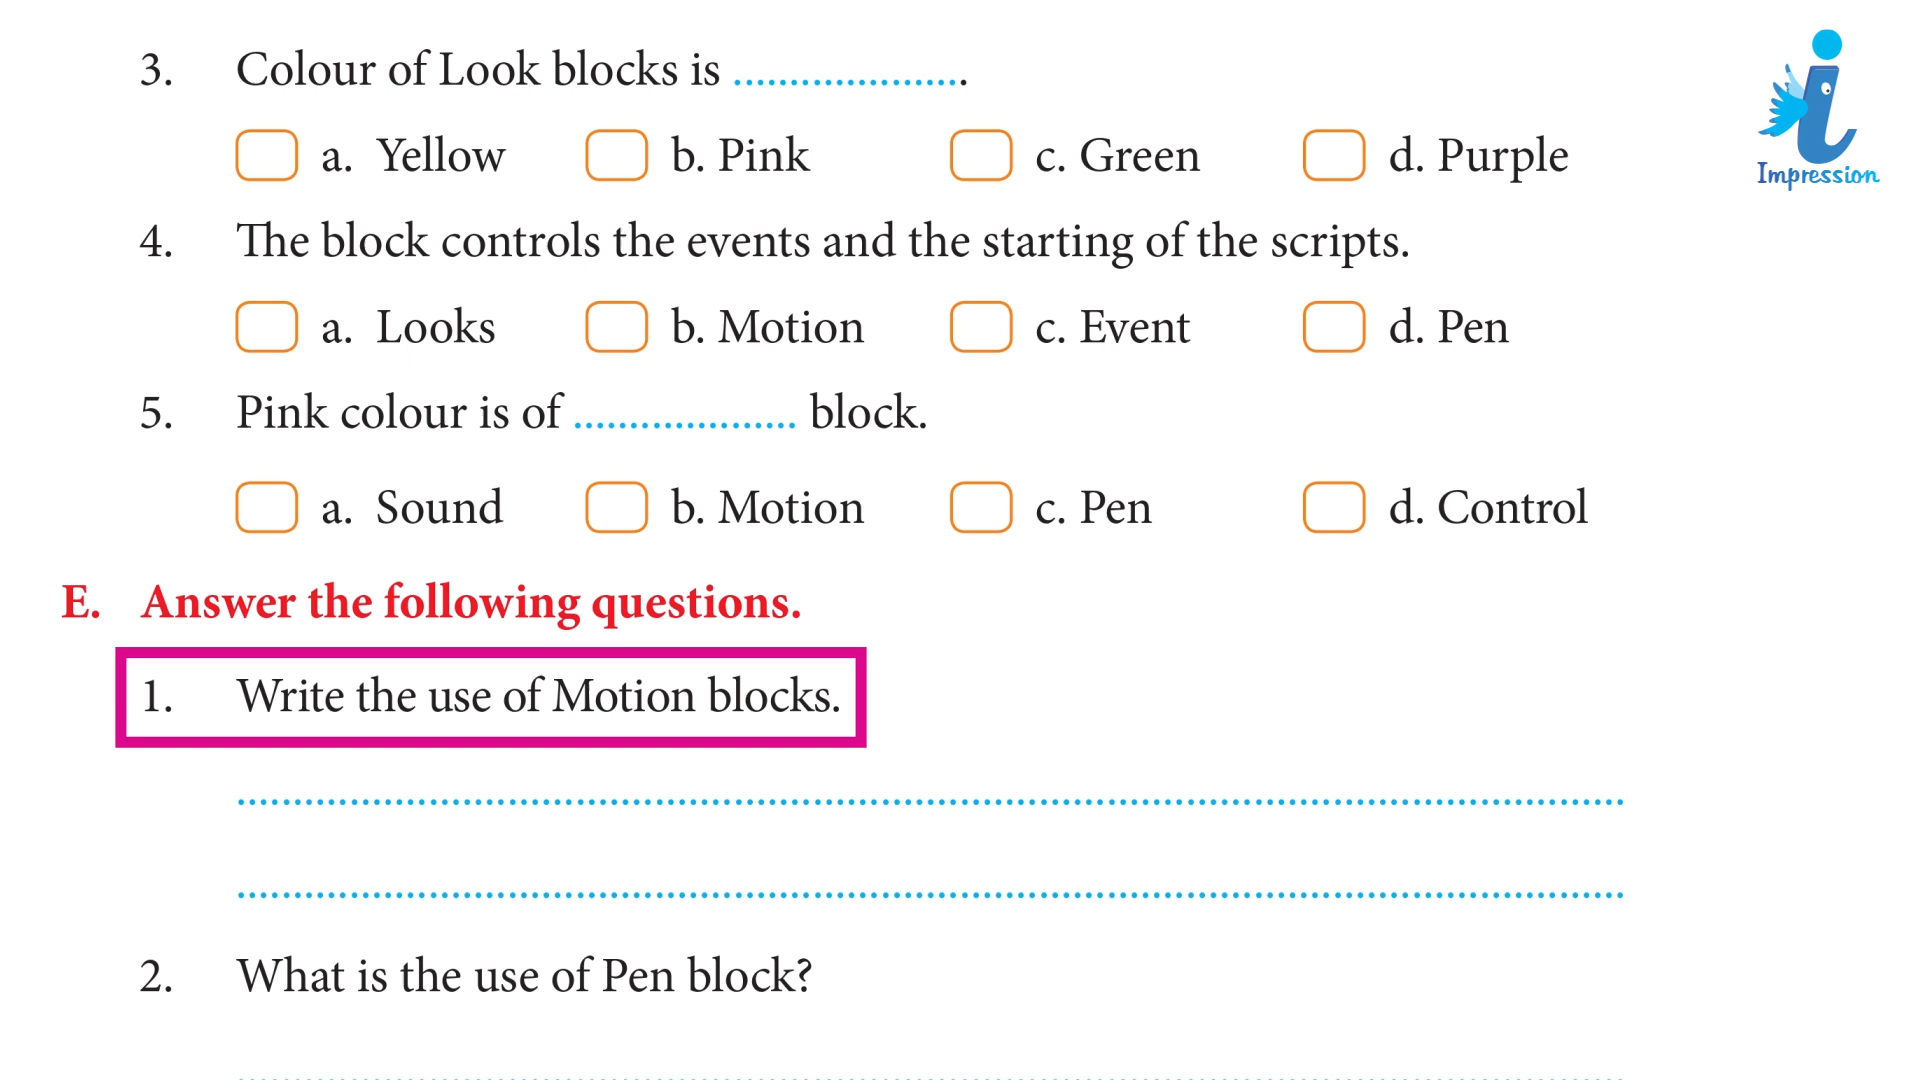 3. Colour of Look blocks is ....................
a. Yellow b. Pink c. Green d. Purple
Impression
4. The block controls the events and the starting of the scripts.
a. Looks b. Motion c. Event d. Pen
5. Pink colour is of .................... block.
a. Sound b. Motion c. Pen d. Control
E. Answer the following questions.
1. Write the use of Motion blocks.
2. What is the use of Pen block?